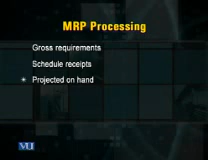 MRP Processing
Gross requirements
Schedule receipts
Projected on hand
VU